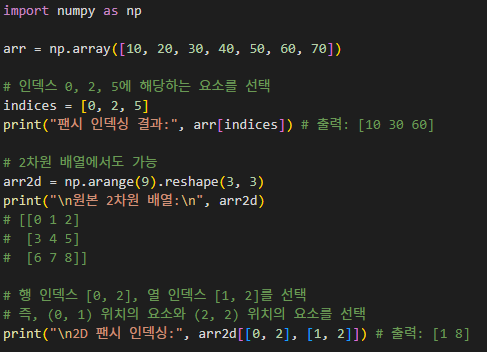 import numpy as np
arr = np.array([10, 20, 30, 40, 50, 60, 70])
# 인덱스 0, 2, 5에 해당하는 요소를 선택
indices = [0, 2, 5]
print("팬시 인덱싱 결과:", arr[indices]) # 출력: [10 30 60]
# 2차원 배열에서도 가능
arr2d = np.arange(9).reshape(3, 3)
print("\n원본 2차원 배열:\n", arr2d)
# [[0 1 2]
#  [3 4 5]
#  [6 7 8]]
# 행 인덱스 [0, 2], 열 인덱스 [1, 2]를 선택
# 즉, (0, 1) 위치의 요소와 (2, 2) 위치의 요소를 선택
print("\n2D 팬시 인덱싱:", arr2d[[0, 2], [1, 2]]) # 출력: [1 8]